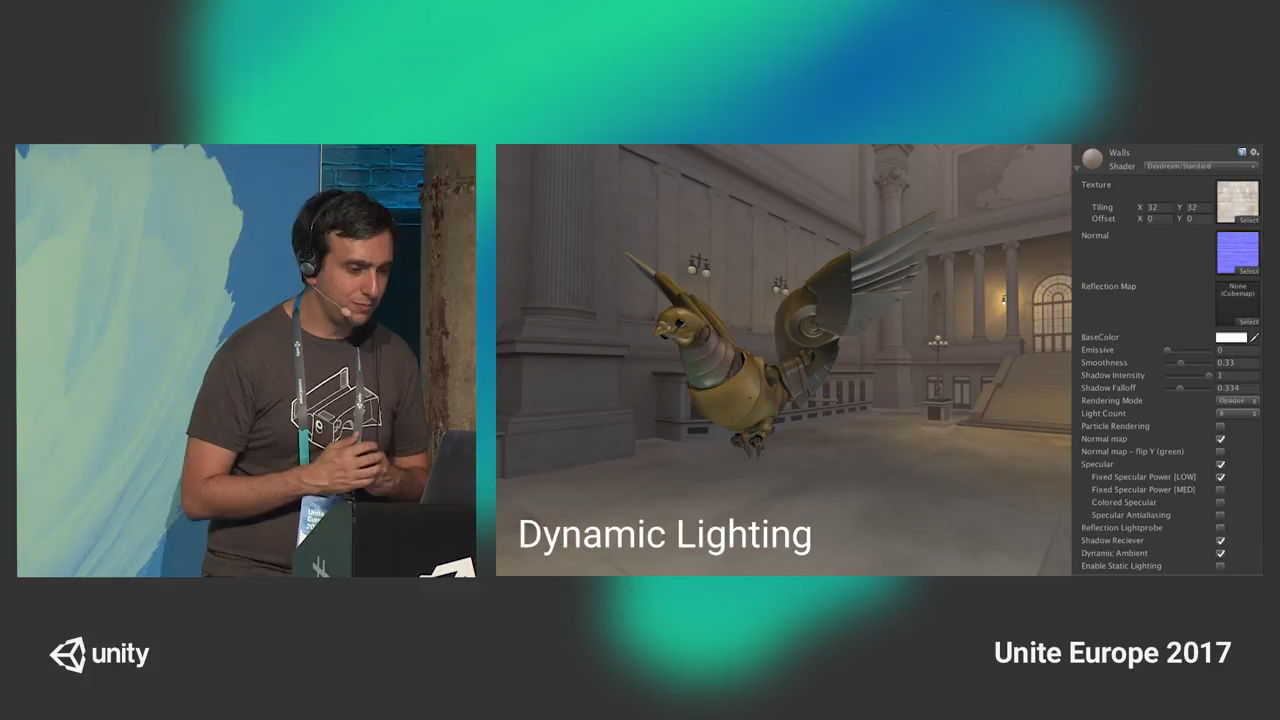 Walls
Shader Daydream/Standard
Texture
Tiling X 32 Y 32
Offset X 0 Y 0
Select
Normal
Select
Reflection Map
None
(Cubemap)
Select
BaseColor
Emissive 0
Smoothness 0.33
Shadow Intensity 1
Shadow Falloff 0.334
Rendering Mode Opaque
Light Count 8
Particle Rendering
Normal map
Normal map - flip Y (green)
Specular
Fixed Specular Power [LOW]
Fixed Specular Power [MED]
Colored Specular
Specular Antialiasing
Reflection Lightprobe
Shadow Reciever
Dynamic Ambient
Enable Static Lighting
Dynamic Lighting
unity
Unite Europe 2017